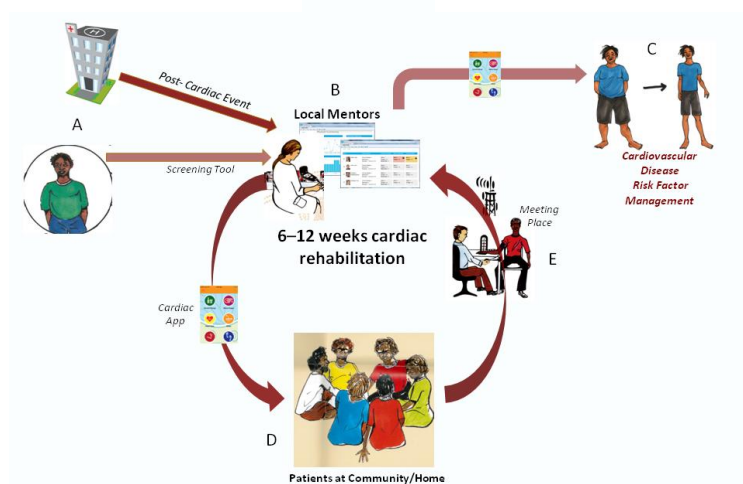 H
Post- Cardiac Event
A
Screening Tool
B
Local Mentors
6–12 weeks cardiac
rehabilitation
C
Cardiovascular
Disease
Risk Factor
Management
Meeting
Place
E
Cardiac
App
D
Patients at Community/Home